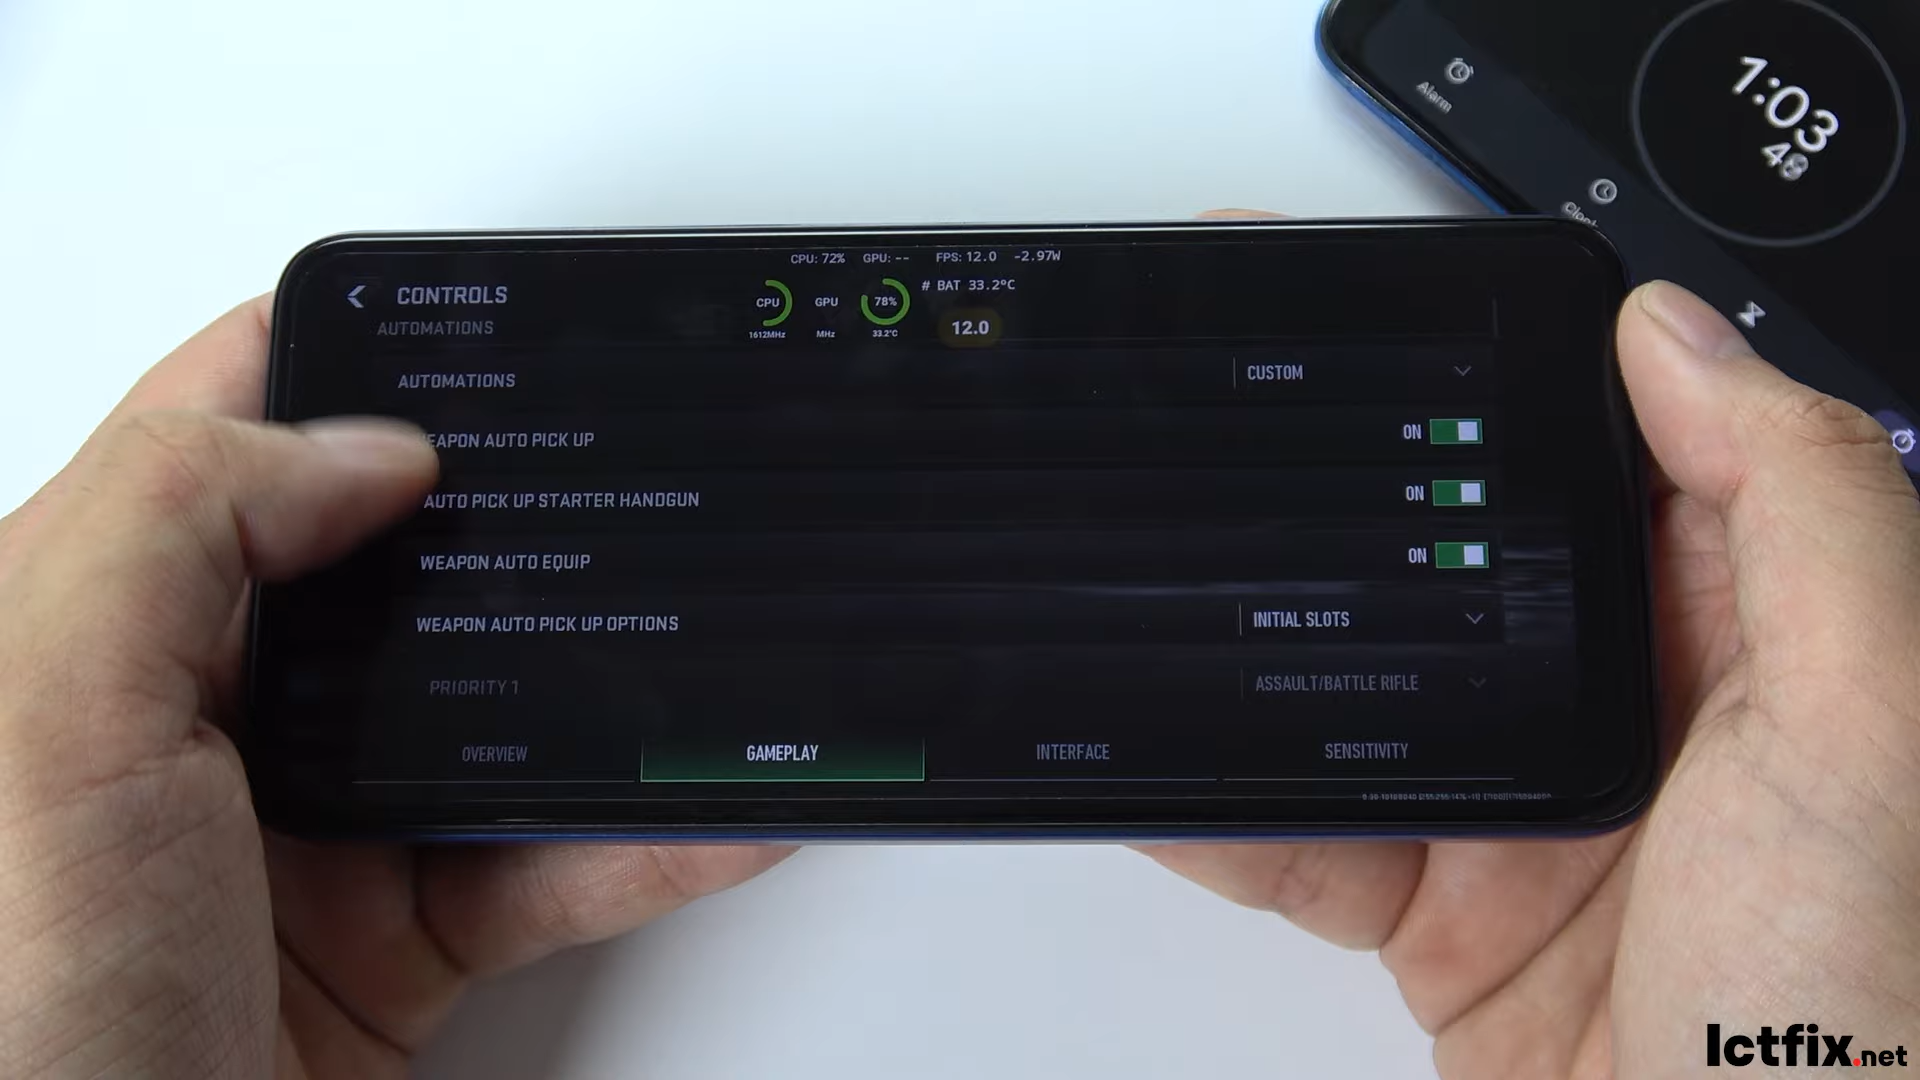 1:03
48
Alarm
CPU: 72% GPU: -- FPS: 12.0 -2.97W
CONTROLS
CPU GPU 78% # BAT 33.2°C
1612MHz MHz 33.2°C 12.0
AUTOMATIONS
AUTOMATIONS CUSTOM
EAPON AUTO PICK UP ON
AUTO PICK UP STARTER HANDGUN ON
WEAPON AUTO EQUIP ON
WEAPON AUTO PICK UP OPTIONS INITIAL SLOTS
PRIORITY 1 ASSAULT/BATTLE RIFLE
OVERVIEW GAMEPLAY INTERFACE SENSITIVITY
Ictfix.net